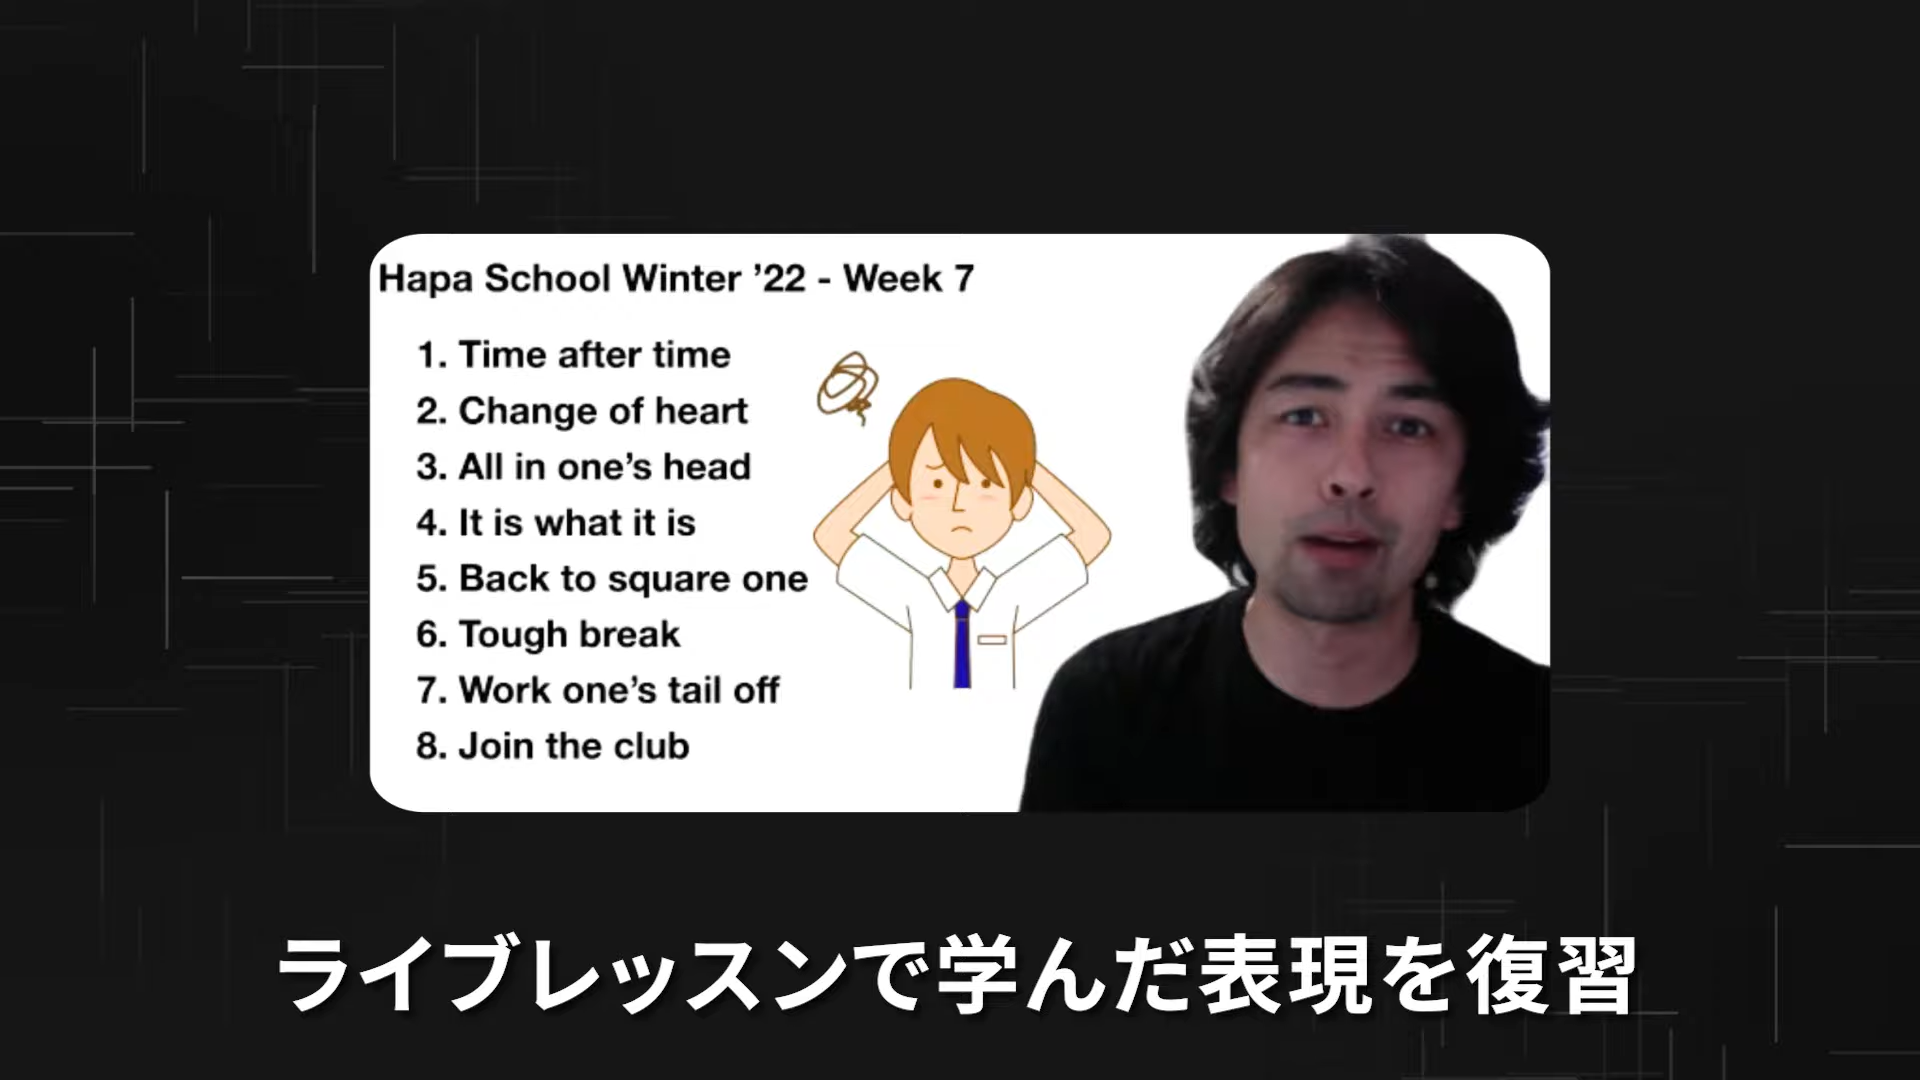 Hapa School Winter ’22 - Week 7
1. Time after time
2. Change of heart
3. All in one’s head
4. It is what it is
5. Back to square one
6. Tough break
7. Work one’s tail off
8. Join the club
ライブレッスンで学んだ表現を復習